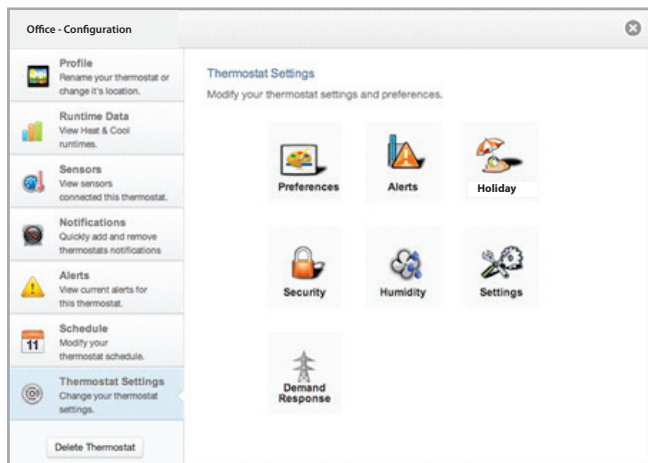 Office - Configuration
Profile
Rename your thermostat or
change it's location.
Runtime Data
View Heat & Cool
runtimes.
Sensors
View sensors
connected this thermostat.
Notifications
Quickly add and remove
thermostats notifications
Alerts
View current alerts for
this thermostat.
11
Schedule
Modify your
thermostat schedule.
Thermostat Settings
Change your thermostat
settings.
Delete Thermostat
Thermostat Settings
Modify your thermostat settings and preferences.
Preferences
Alerts
Holiday
Security
Humidity
Settings
Demand
Response